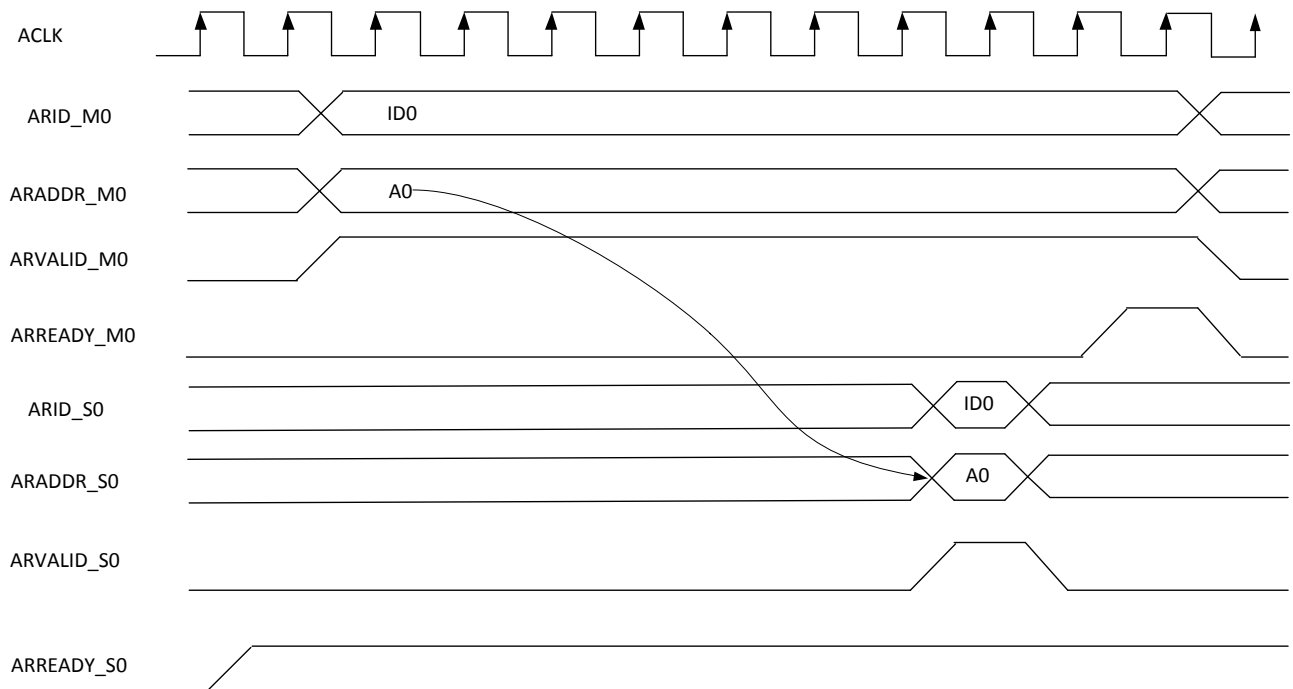 ACLK
ARID_M0 ID0
ARADDR_M0 A0
ARVALID_M0
ARREADY_M0
ARID_S0 ID0
ARADDR_S0 A0
ARVALID_S0
ARREADY_S0